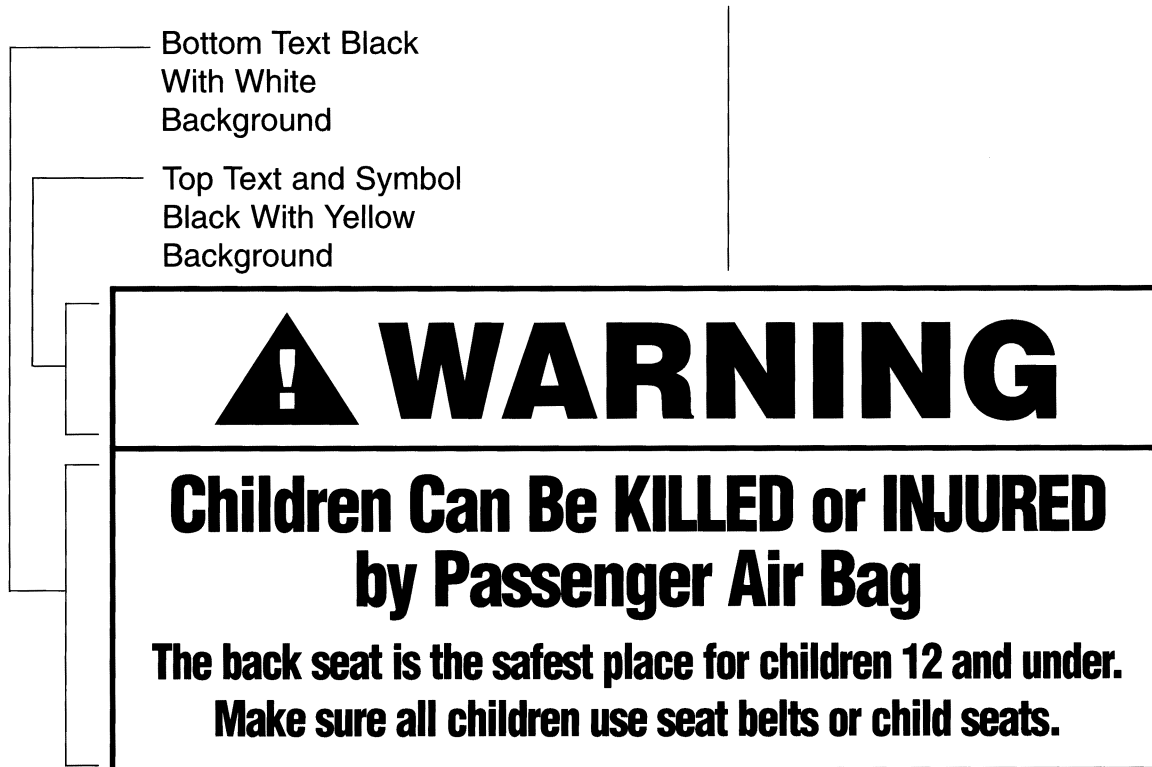 Bottom Text Black
With White
Background
Top Text and Symbol
Black With Yellow
Background
WARNING
Children Can Be KILLED or INJURED
by Passenger Air Bag
The back seat is the safest place for children 12 and under.
Make sure all children use seat belts or child seats.